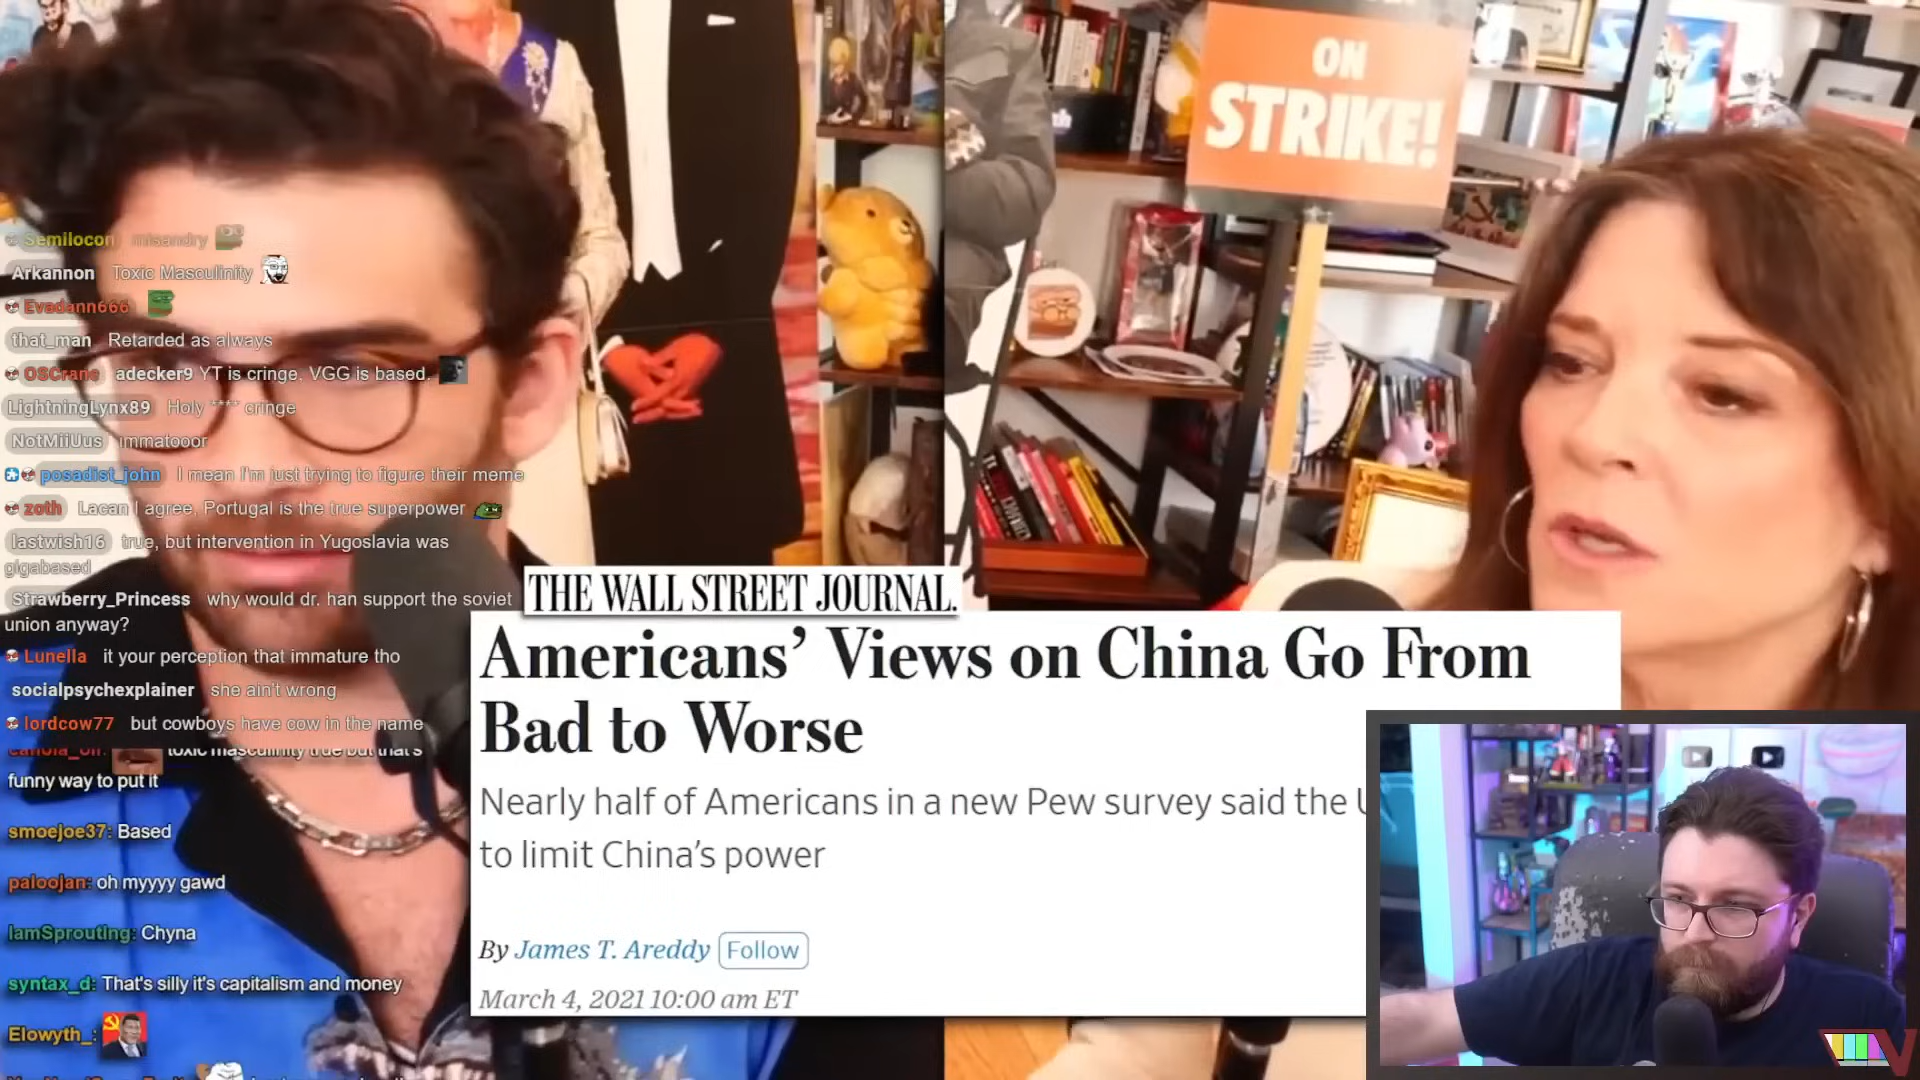 ON
STRIKE!
Semilocon misandry
Arkannon Toxic Masculinity
Evadann666
that_man Retarded as always
OSCrane adecker9 YT is cringe, VGG is based.
LightningLynx89 Holy **** cringe
NotMiiUus immatooor
posadist_john I mean I'm just trying to figure their meme
zoth Lacan I agree, Portugal is the true superpower
lastwish16 true, but intervention in Yugoslavia was
gigabased
Strawberry_Princess why would dr. han support the soviet
union anyway?
Lunella it your perception that immature tho
socialpsychexplainer she ain't wrong
lordcow77 but cowboys have cow in the name
toxic masculinity true but that's
funny way to put it
smoejoe37: Based
paloojan: oh myyyy gawd
IamSprouting: Chyna
syntax_d: That's silly it's capitalism and money
Elowyth_:
THE WALL STREET JOURNAL.
Americans' Views on China Go From
Bad to Worse
Nearly half of Americans in a new Pew survey said the U
to limit China's power
By James T. Areddy Follow
March 4, 2021 10:00 am ET